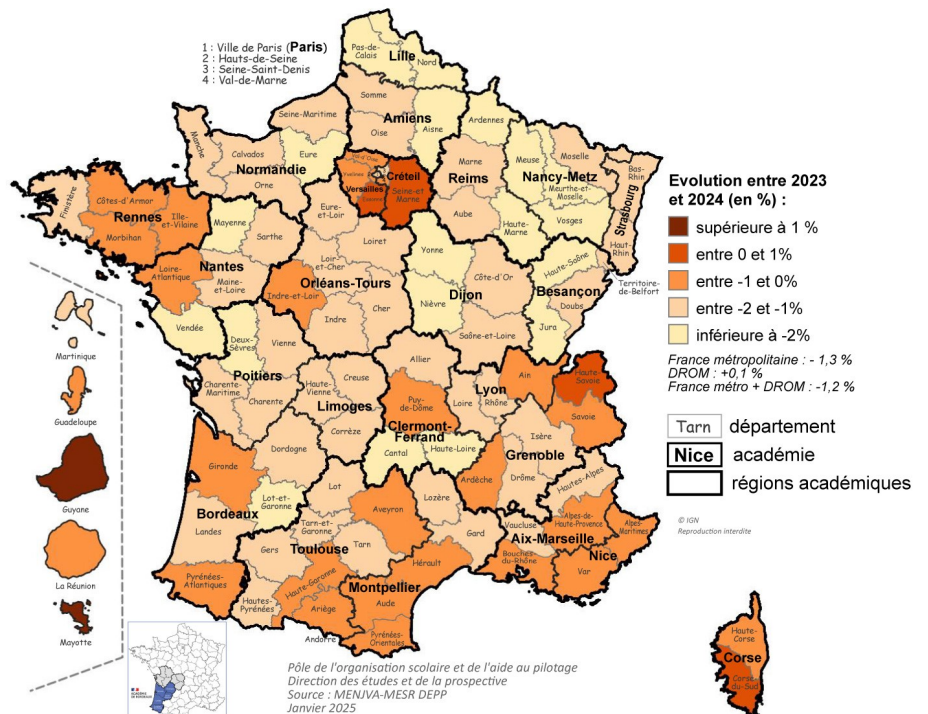 1 : Ville de Paris (Paris)
2 : Hauts-de-Seine
3 : Seine-Saint-Denis
4 : Val-de-Marne
Pas-de-
Calais
Lille
Nord
Somme
Amiens
Oise
Aisne
Ardennes
Seine-Maritime
Manche
Calvados
Eure
Normandie
Orne
Val-d'Oise
Yvelines
Versailles
Essonne
Créteil
Seine-et
Marne
Marne
Reims
Aube
Haute-
Marne
Meuse
Moselle
Nancy-Metz
Meurthe-et
Moselle
Vosges
Bas-
Rhin
Strasbourg
Haut-
Rhin
Territoire-
de-Belfort
Finistère
Côtes-d'Armor
Rennes
Ille-
et-Vilaine
Morbihan
Mayenne
Sarthe
Loire-
Atlantique
Nantes
Maine-
et-Loire
Vendée
Eure-
et-Loir
Loiret
Loir-
et-Cher
Orléans-Tours
Indre-et-Loir
Indre
Cher
Yonne
Côte-d'Or
Nièvre
Dijon
Saône-et-Loire
Haute-Saône
Besançon
Doubs
Jura
Deux-
Sèvres
Vienne
Poitiers
Charente-
Maritime
Charente
Haute-
Vienne
Creuse
Limoges
Corrèze
Allier
Puy-
de-Dôme
Clermont-
Ferrand
Cantal
Haute-Loire
Lyon
Ain
Loire
Rhône
Haute-
Savoie
Savoie
Isère
Grenoble
Drôme
Ardèche
Hautes-Alpes
Gironde
Dordogne
Lot-et-
Garonne
Bordeaux
Landes
Pyrénées-
Atlantiques
Lot
Aveyron
Tarn-et-
Garonne
Gers
Toulouse
Tarn
Haute-Garonne
Hautes-
Pyrénées
Ariège
Andorre
Lozère
Gard
Hérault
Montpellier
Aude
Pyrénées-
Orientales
Vaucluse
Alpes-de-
Haute-Provence
Aix-Marseille
Bouches-
du-Rhône
Alpes-
Maritimes
Nice
Var
Haute-
Corse
Corse
Corse-
du-Sud
Martinique
Guadeloupe
Guyane
La Réunion
Mayotte
Evolution entre 2023
et 2024 (en %) :
supérieure à 1 %
entre 0 et 1%
entre -1 et 0%
entre -2 et -1%
inférieure à -2%
France métropolitaine : - 1,3 %
DROM : +0,1 %
France métro + DROM : -1,2 %
Tarn département
Nice académie
régions académiques
© IGN
Reproduction interdite
Pôle de l'organisation scolaire et de l'aide au pilotage
Direction des études et de la prospective
Source : MENJVA-MESR DEPP
Janvier 2025